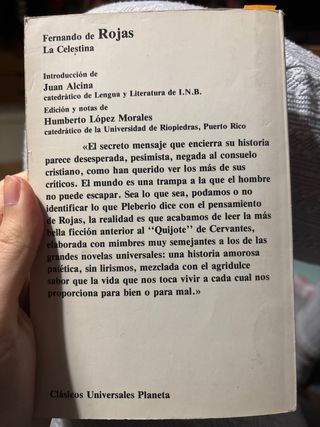 Fernando de Rojas
La Celestina
Introducción de
Juan Alcina
catedrático de Lengua y Literatura de I.N.B.
Edición y notas de
Humberto López Morales
catedrático de la Universidad de Riopiedras, Puerto Rico
«El secreto mensaje que encierra su historia
parece desesperada, pesimista, negada al consuelo
cristiano, como han querido ver los más de sus
críticos. El mundo es una trampa a la que el hombre
no puede escapar. Sea lo que sea, podamos o no
identificar lo que Pleberio dice con el pensamiento
de Rojas, la realidad es que acabamos de leer la más
bella ficción anterior al "Quijote" de Cervantes,
elaborada con mimbres muy semejantes a los de las
grandes novelas universales: una historia amorosa
patética, sin lirismos, mezclada con el agridulce
sabor que la vida que nos toca vivir a cada cual nos
proporciona para bien o para mal.»
Clásicos Universales Planeta